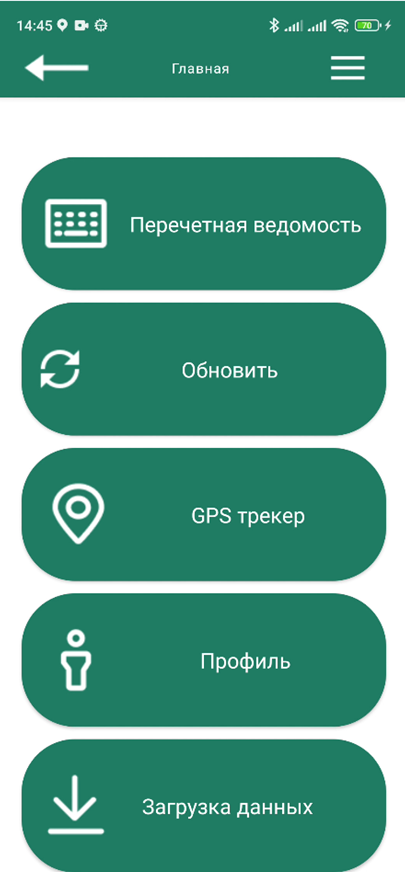 14:45 70
Главная
Перечетная ведомость
Обновить
GPS трекер
Профиль
Загрузка данных